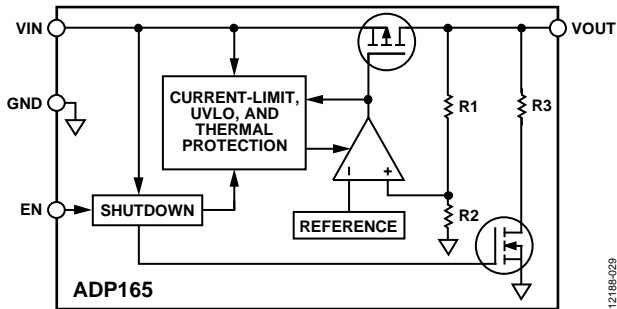 VIN
VOUT
GND
CURRENT-LIMIT,
UVLO, AND
THERMAL
PROTECTION
R1
R3
–
+
EN
SHUTDOWN
REFERENCE
R2
ADP165
12188-029